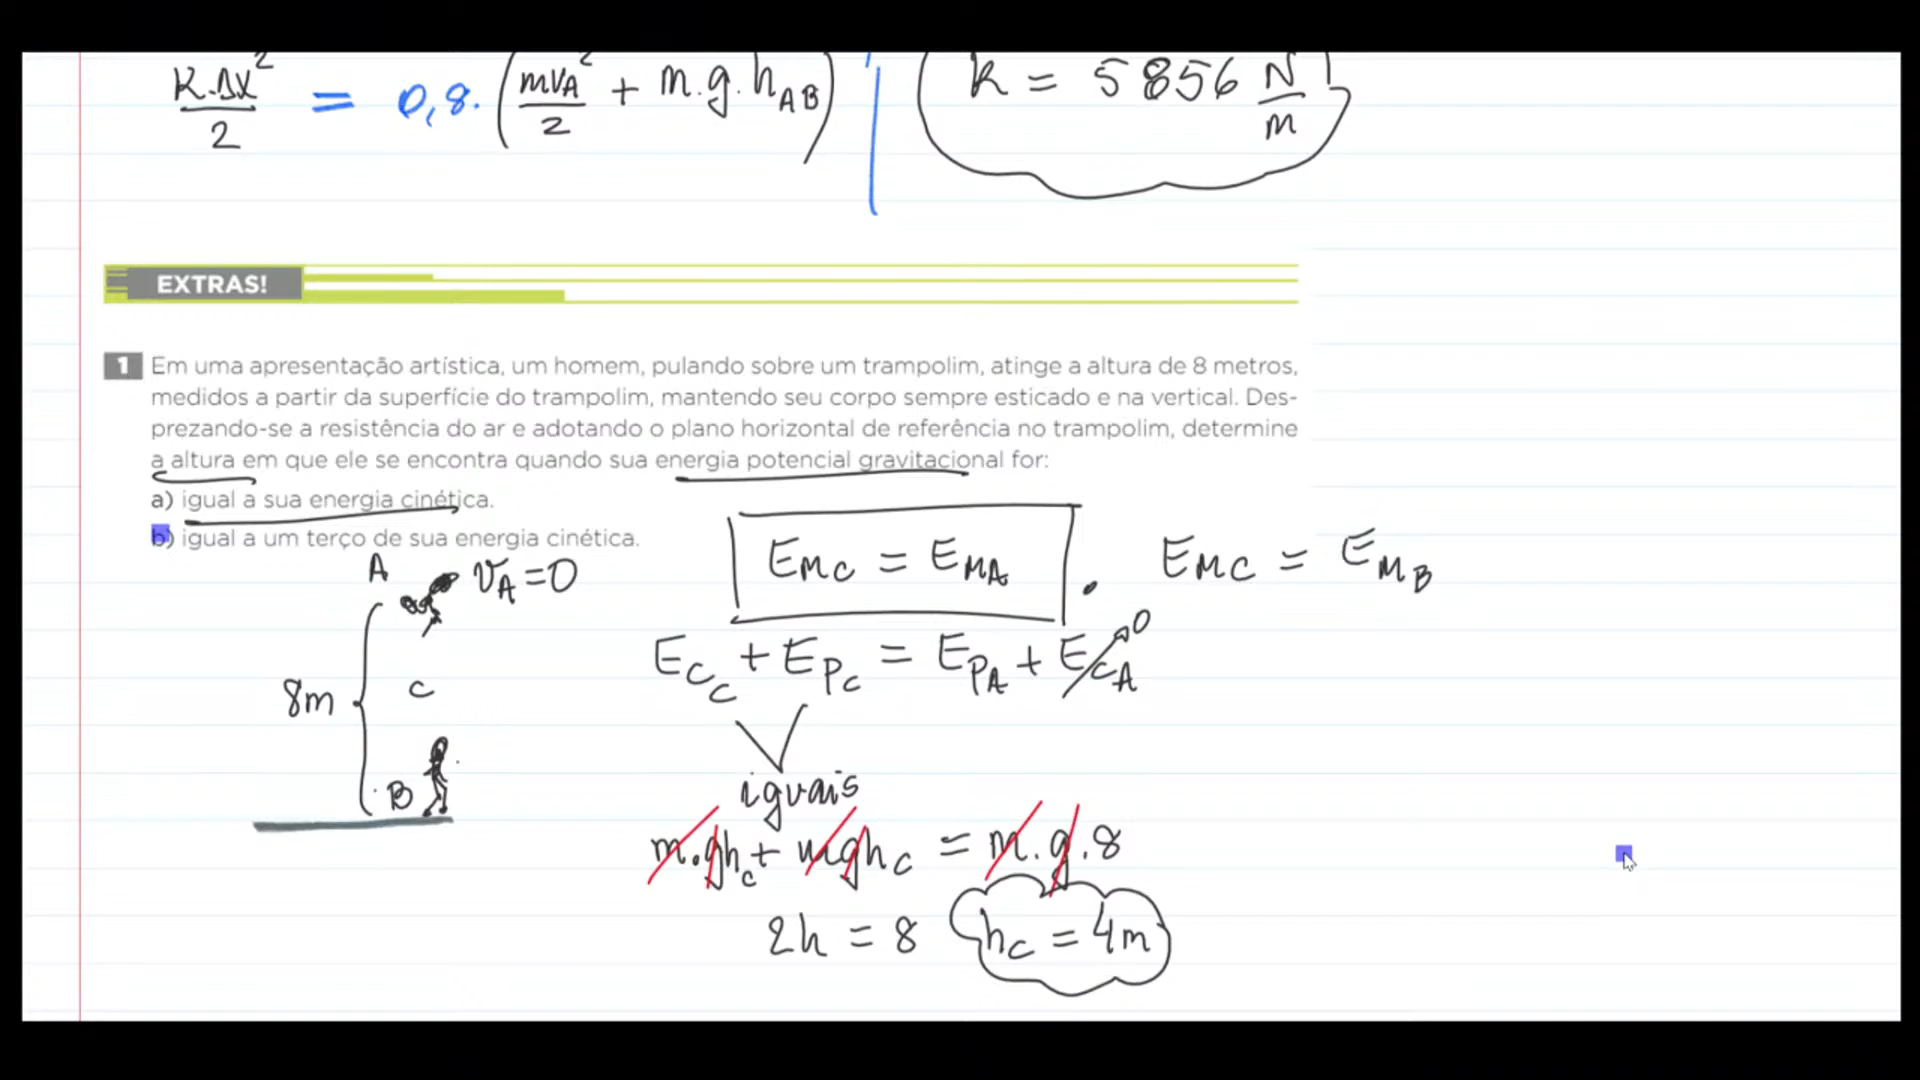 K.Δx²/2 = 0,8.(mvA²/2 + m.g.hAB)
K = 5856 N/m
EXTRAS!
1 Em uma apresentação artística, um homem, pulando sobre um trampolim, atinge a altura de 8 metros,
medidos a partir da superfície do trampolim, mantendo seu corpo sempre esticado e na vertical. Des-
prezando-se a resistência do ar e adotando o plano horizontal de referência no trampolim, determine
a altura em que ele se encontra quando sua energia potencial gravitacional for:
a) igual a sua energia cinética.
b) igual a um terço de sua energia cinética.
A vA=0
8m
C
B
EMC = EMA . EMC = EMB
ECC + EPC = EPA + ECA 0
iguais
m.ghc + mghc = m.g.8
2h = 8 hc = 4m